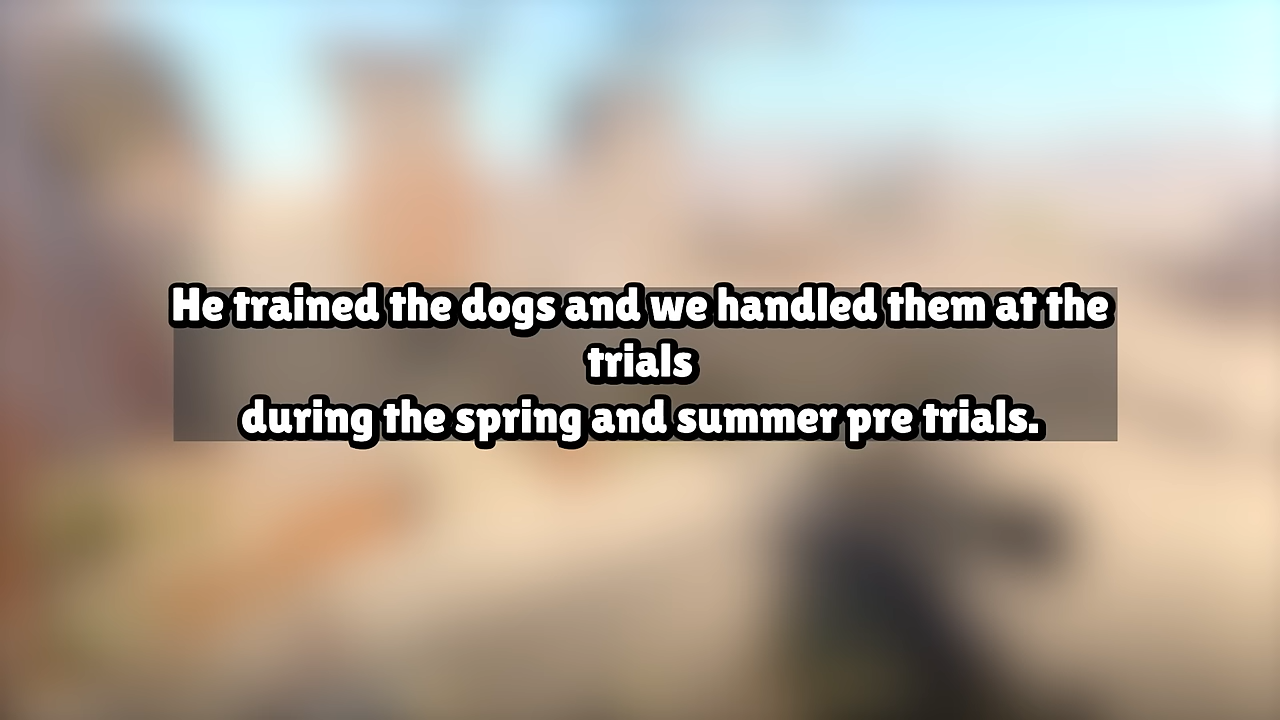 He trained the dogs and we handled them at the
trials
during the spring and summer pre trials.